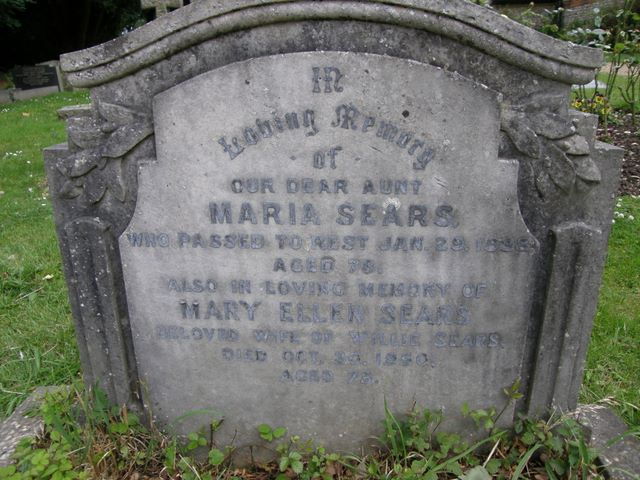 In
Loving Memory
of
OUR DEAR AUNT
MARIA SEARS,
WHO PASSED TO REST JAN. 29,
AGED
ALSO IN LOVING MEMORY OF
MARY ELLEN SEARS
BELOVED WIFE OF WILLIE SEARS.
DIED OCT.
AGED